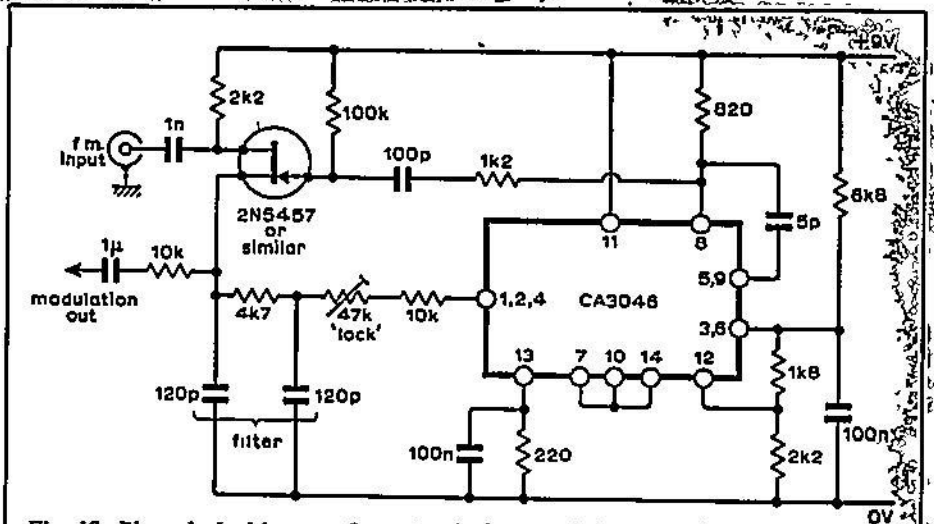 +9V
2k2
100k
820
1n
f m.
input
100p
1k2
6k8
2N5457
or
similar
5p
11
8
1μ
10k
5,9
modulation
out
4k7
47k
'lock'
10k
1,2,4
CA3046
3,6
13
7
10
14
12
1k8
120p
120p
filter
100n
220
2k2
100n
0V